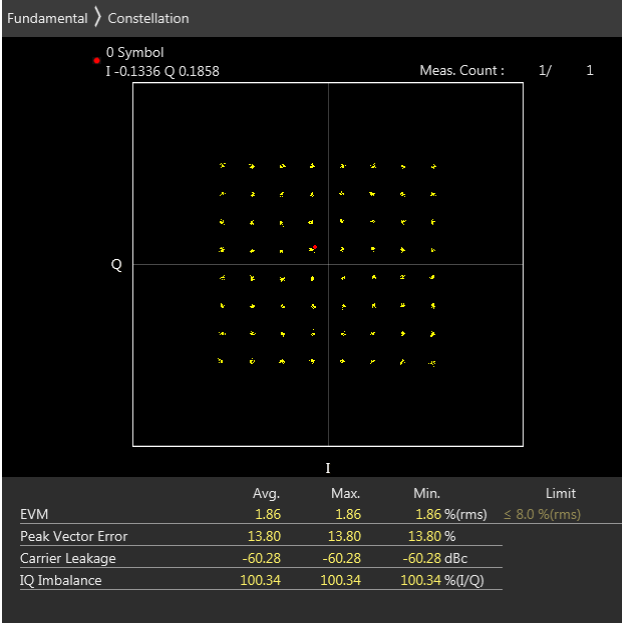 Fundamental 〉 Constellation
0 Symbol
I -0.1336 Q 0.1858 Meas. Count : 1/ 1
Q
I
Avg. Max. Min. Limit
EVM 1.86 1.86 1.86 %(rms) ≤ 8.0 %(rms)
Peak Vector Error 13.80 13.80 13.80 %
Carrier Leakage -60.28 -60.28 -60.28 dBc
IQ Imbalance 100.34 100.34 100.34 %(I/Q)